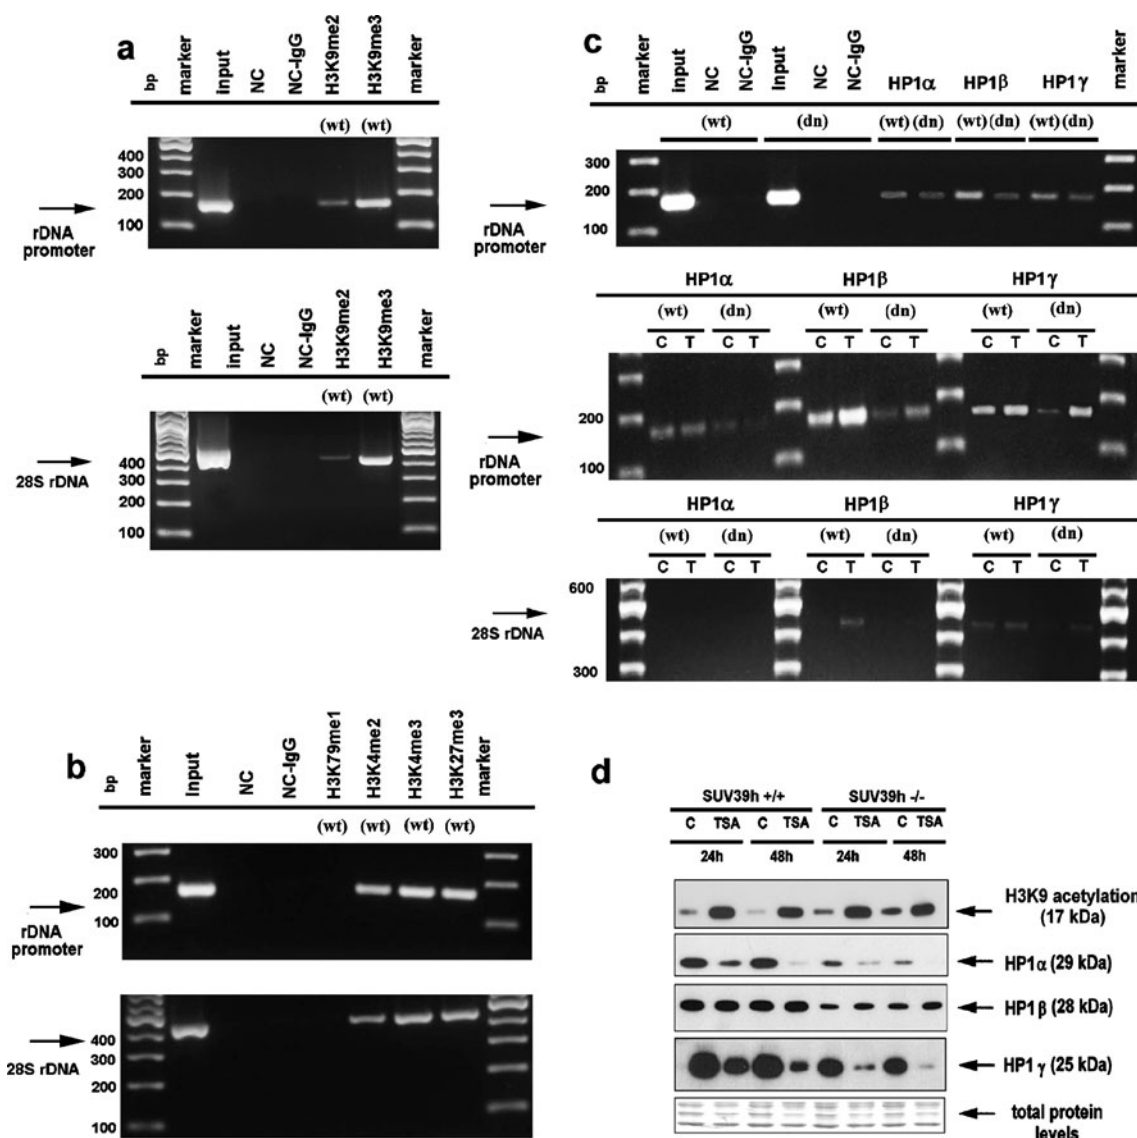 a
bp marker input NC NC-IgG H3K9me2 H3K9me3 marker
(wt) (wt)
400
300
200
100
rDNA
promoter
bp marker input NC NC-IgG H3K9me2 H3K9me3 marker
(wt) (wt)
400
300
200
100
28S rDNA
b
bp marker Input NC NC-IgG H3K79me1 H3K4me2 H3K4me3 H3K27me3 marker
(wt) (wt) (wt) (wt)
300
200
100
rDNA
promoter
400
300
200
100
28S rDNA
c
bp marker input NC NC-IgG Input NC NC-IgG HP1α HP1β HP1γ marker
(wt) (dn) (wt) (dn) (wt) (dn) (wt) (dn)
300
200
100
rDNA
promoter
HP1α HP1β HP1γ
(wt) (dn) (wt) (dn) (wt) (dn)
C T C T C T C T C T C T
200
100
rDNA
promoter
HP1α HP1β HP1γ
(wt) (dn) (wt) (dn) (wt) (dn)
C T C T C T C T C T C T
600
300
28S rDNA
d
SUV39h +/+ SUV39h -/-
C TSA C TSA C TSA C TSA
24h 48h 24h 48h
H3K9 acetylation
(17 kDa)
HP1α (29 kDa)
HP1β (28 kDa)
HP1γ (25 kDa)
total protein
levels